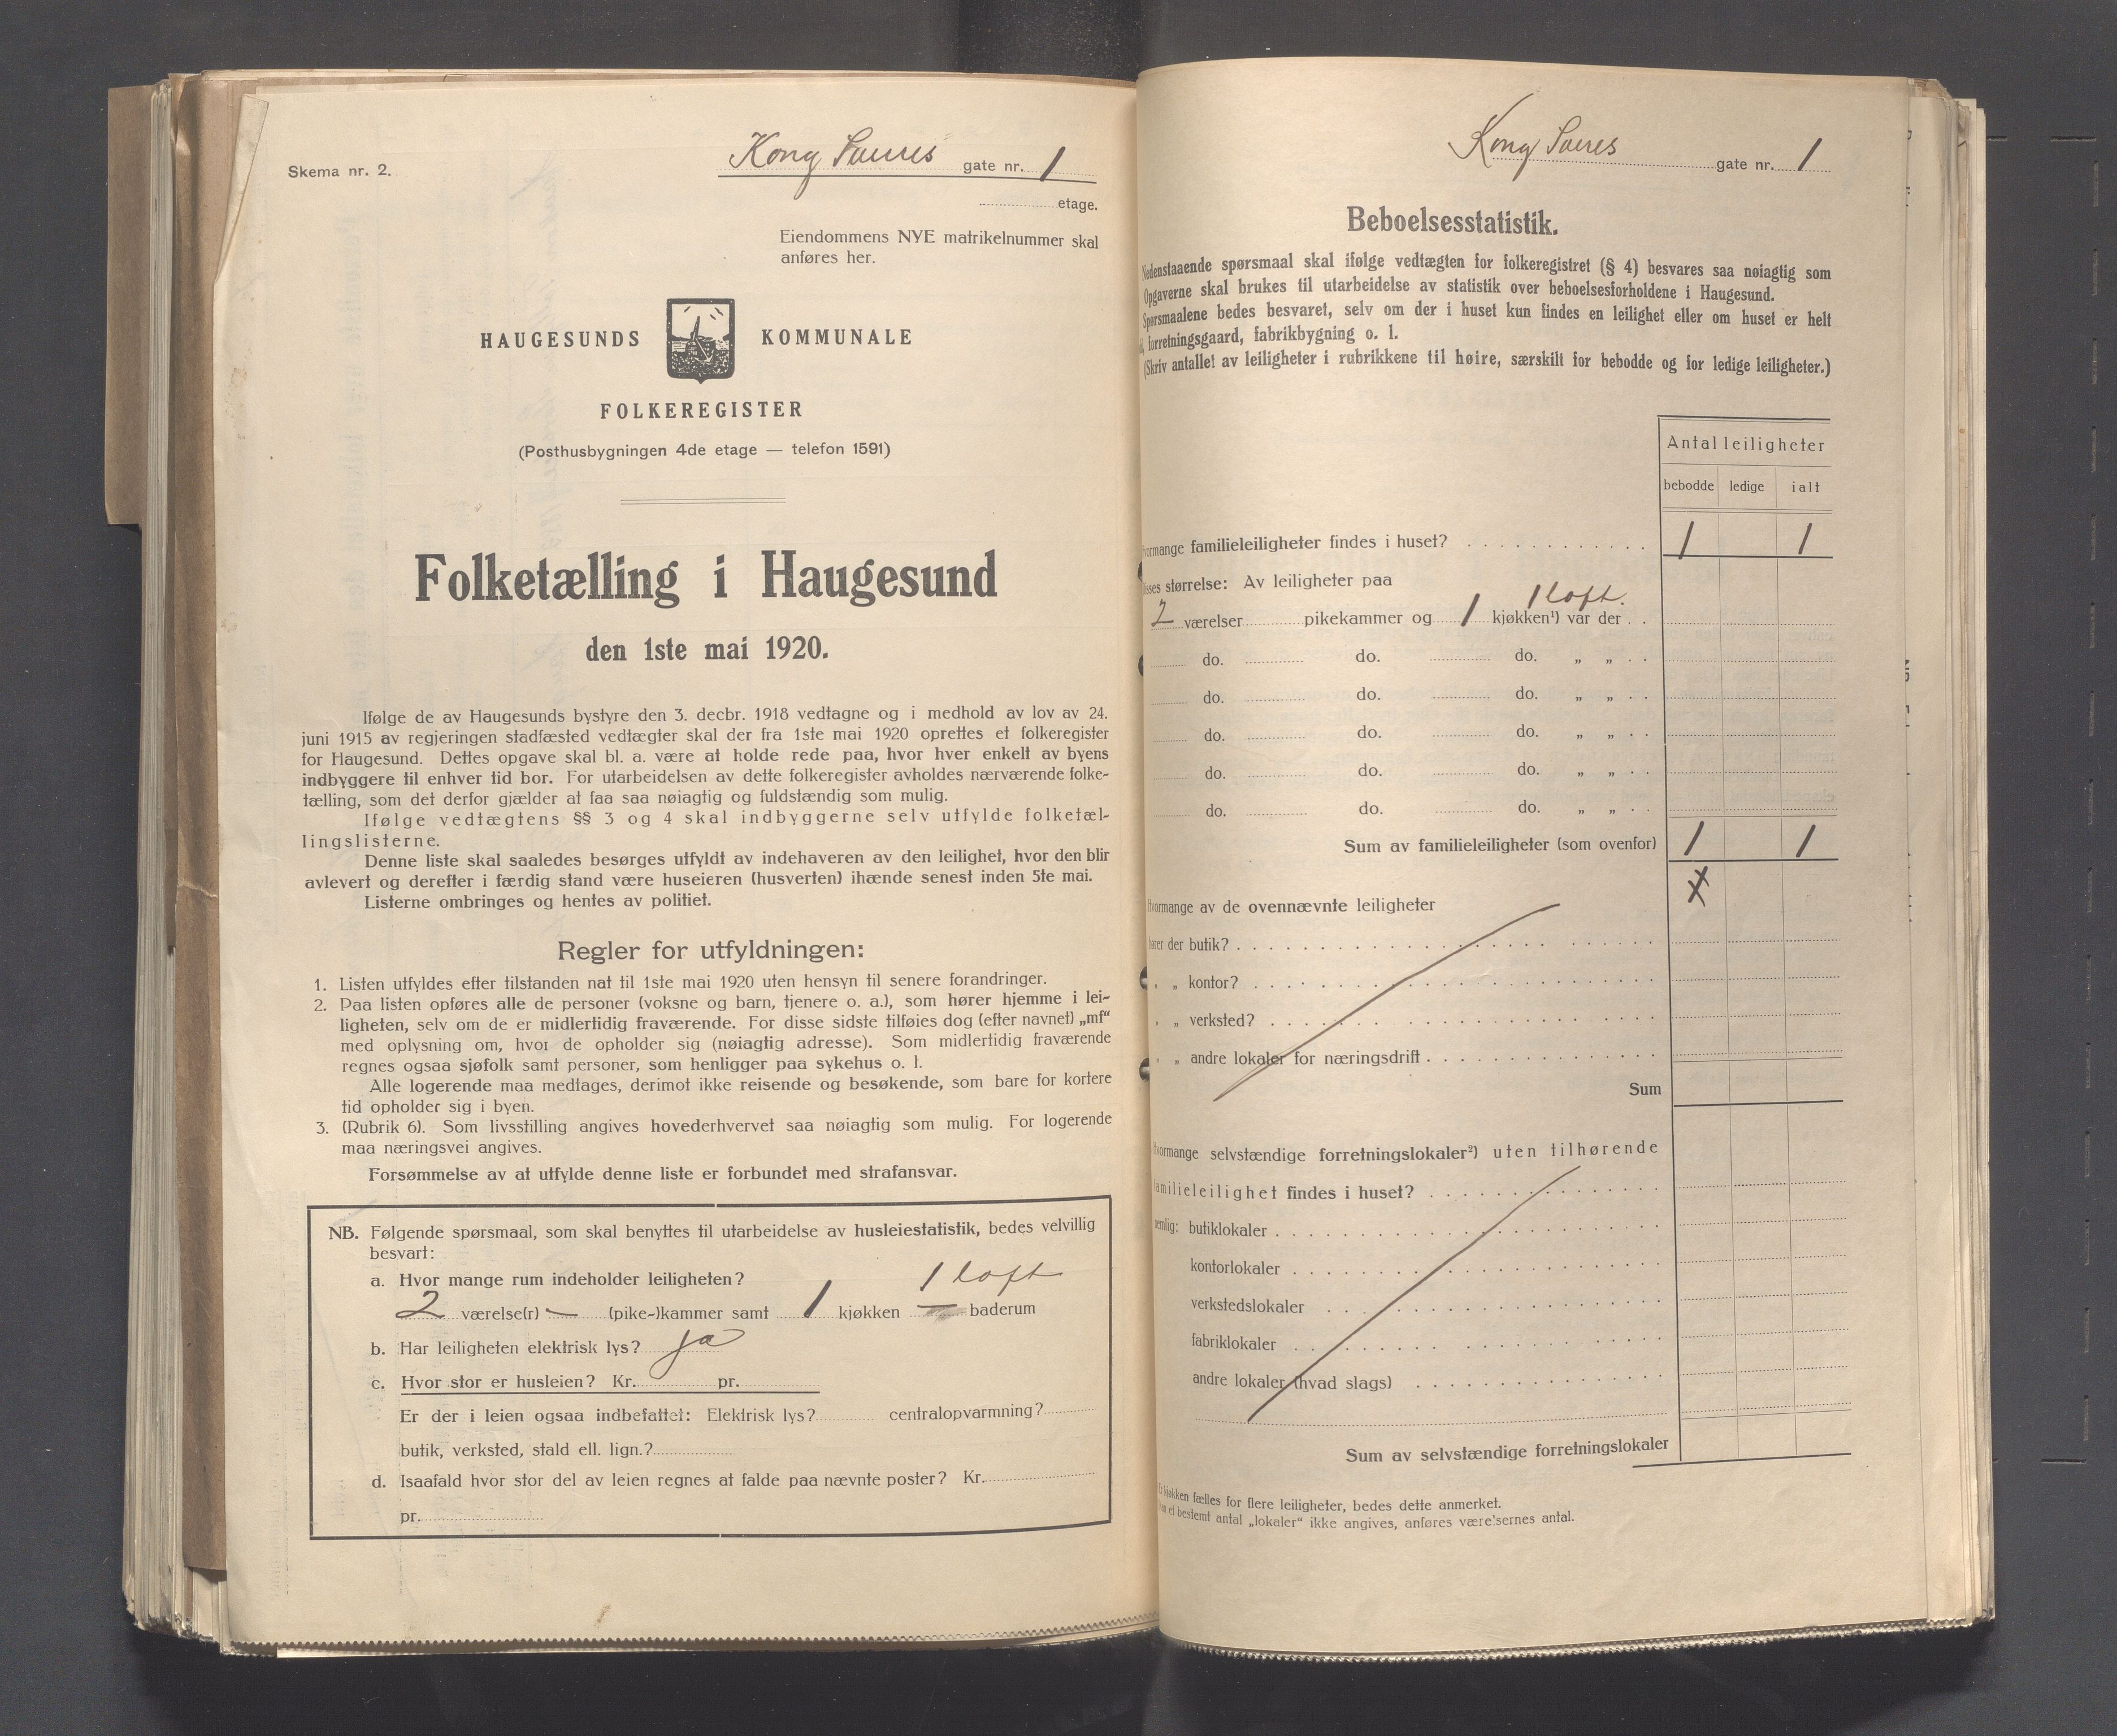 Skema nr. 2.
Kong Sverres gate nr. 1
etage.
Eiendommens NYE matrikelnummer skal
anføres her.
HAUGESUNDS KOMMUNALE
FOLKEREGISTER
(Posthusbygningen 4de etage — telefon 1591)
Folketælling i Haugesund
den 1ste mai 1920.
Ifølge de av Haugesunds bystyre den 3. decbr. 1918 vedtagne og i medhold av lov av 24.
juni 1915 av regjeringen stadfæsted vedtægter skal der fra 1ste mai 1920 oprettes et folkeregister
for Haugesund. Dettes opgave skal bl. a. være at holde rede paa, hvor hver enkelt av byens
indbyggere til enhver tid bor. For utarbeidelsen av dette folkeregister avholdes nærværende folke-
tælling, som det derfor gjælder at faa saa nøiagtig og fuldstændig som mulig.
Ifølge vedtægtens §§ 3 og 4 skal indbyggerne selv utfylde folketæl-
lingslisterne.
Denne liste skal saaledes besørges utfyldt av indehaveren av den leilighet, hvor den blir
avlevert og derefter i færdig stand være huseieren (husverten) ihænde senest inden 5te mai.
Listerne ombringes og hentes av politiet.
Regler for utfyldningen:
1. Listen utfyldes efter tilstanden nat til 1ste mai 1920 uten hensyn til senere forandringer.
2. Paa listen opføres alle de personer (voksne og barn, tjenere o. a.), som hører hjemme i lei-
ligheten, selv om de er midlertidig fraværende. For disse sidste tilføies dog (efter navnet) „mf“
med oplysning om, hvor de opholder sig (nøiagtig adresse). Som midlertidig fraværende
regnes ogsaa sjøfolk samt personer, som henligger paa sykehus o. l.
Alle logerende maa medtages, derimot ikke reisende og besøkende, som bare for kortere
tid opholder sig i byen.
3. (Rubrik 6). Som livsstilling angives hovederhvervet saa nøiagtig som mulig. For logerende
maa næringsvei angives.
Forsømmelse av at utfylde denne liste er forbundet med strafansvar.
NB. Følgende spørsmaal, som skal benyttes til utarbeidelse av husleiestatistik, bedes velvillig
besvart:
a. Hvor mange rum indeholder leiligheten? 1 loft
2 værelse(r) — (pike-)kammer samt 1 kjøkken — baderum
b. Har leiligheten elektrisk lys? ja
c. Hvor stor er husleien? Kr. pr.
Er der i leien ogsaa indbefattet: Elektrisk lys? centralopvarmning?
butik, verksted, stald ell. lign.?
d. Isaafald hvor stor del av leien regnes at falde paa nævnte poster? Kr.
pr.
Kong Sverres gate nr. 1
Beboelsesstatistik.
Nedenstaaende spørsmaal skal ifølge vedtægten for folkeregistret (§ 4) besvares saa nøiagtig som
Opgaverne skal brukes til utarbeidelse av statistik over beboelsesforholdene i Haugesund.
Spørsmaalene bedes besvaret, selv om der i huset kun findes en leilighet eller om huset er helt
forretningsgaard, fabrikbygning o. l.
(Skriv antallet av leiligheter i rubrikkene til høire, særskilt for bebodde og for ledige leiligheter.)
Antal leiligheter
bebodde ledige ialt
familieleiligheter findes i huset? 1 1
størrelse: Av leiligheter paa
1 loft.
2 værelser pikekammer og 1 kjøkken¹) var der
do. do. do. „ „
do. do. do. „ „
do. do. do. „ „
do. do. do. „ „
do. do. do. „ „
Sum av familieleiligheter (som ovenfor) 1 1
av de ovennævnte leiligheter
der butik?
„ „ kontor?
„ „ verksted?
„ „ andre lokaler for næringsdrift
Sum
selvstændige forretningslokaler²) uten tilhørende
familieleilighet findes i huset?
butiklokaler
kontorlokaler
verkstedslokaler
fabriklokaler
andre lokaler (hvad slags)
Sum av selvstændige forretningslokaler
kjøkken fælles for flere leiligheter, bedes dette anmerket.
et bestemt antal „lokaler“ ikke angives, anføres værelsernes antal.